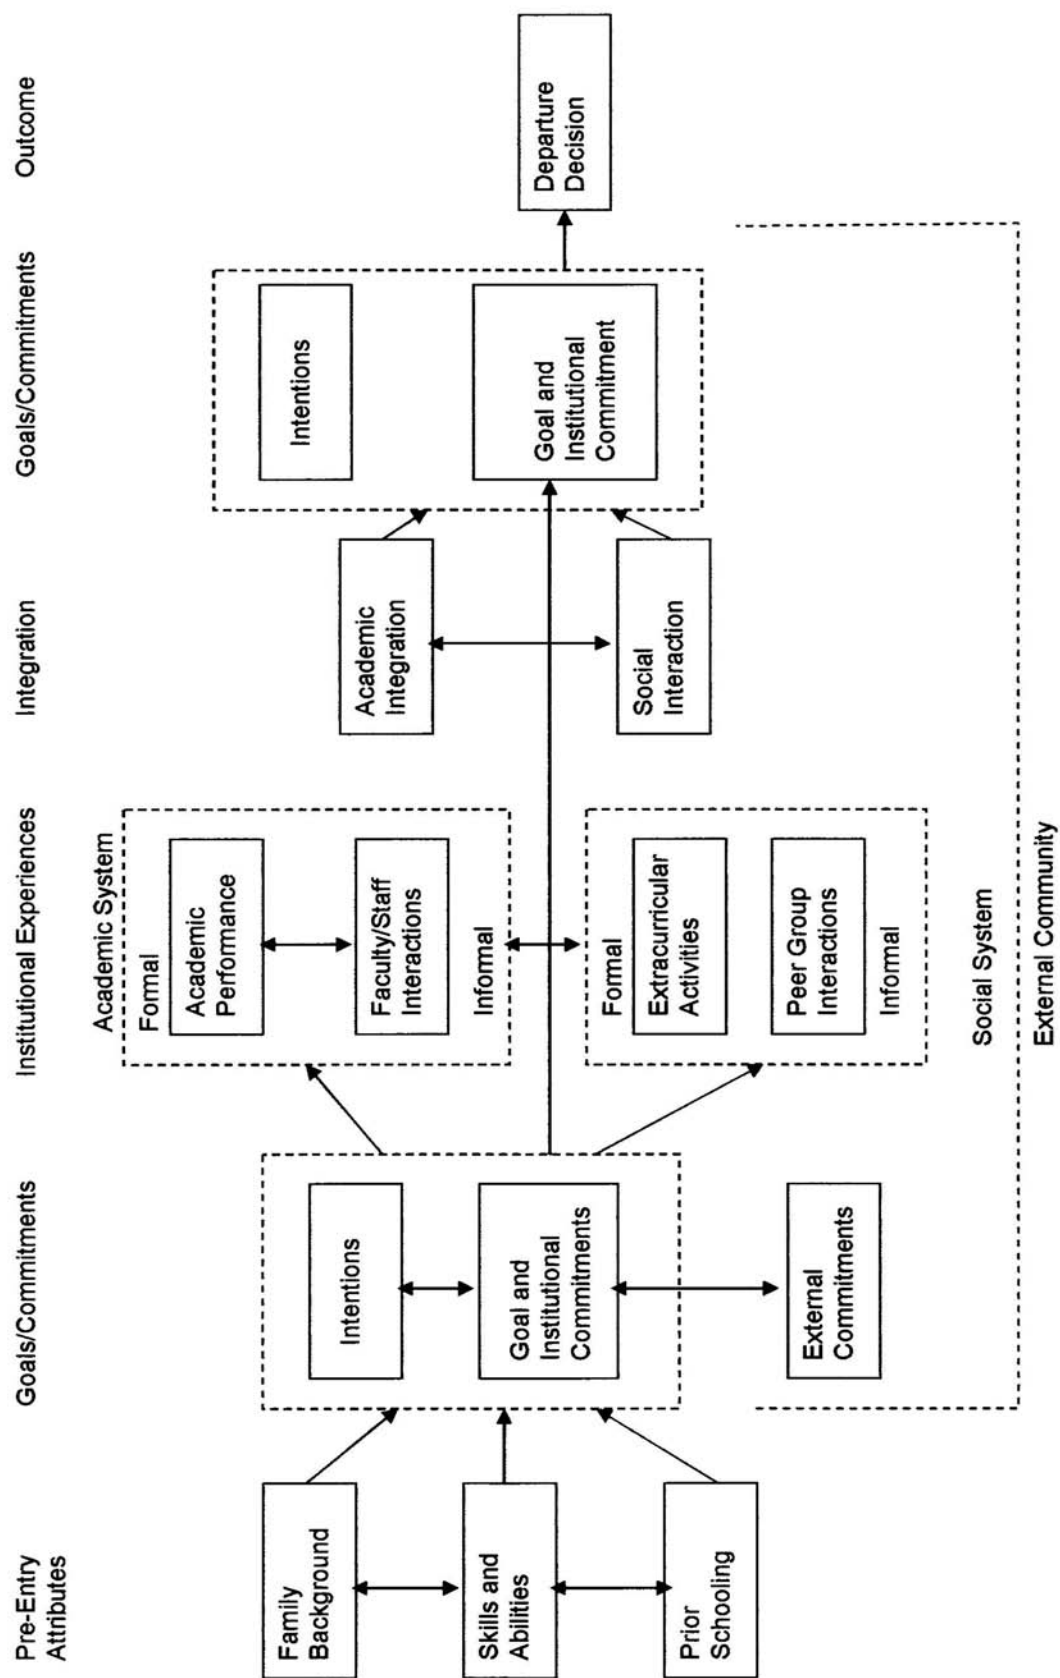 Pre-Entry
Attributes
Goals/Commitments
Institutional Experiences
Integration
Goals/Commitments
Outcome
Family
Background
Skills and
Abilities
Prior
Schooling
Intentions
Goal and
Institutional
Commitments
External
Commitments
Academic System
Formal
Academic
Performance
Faculty/Staff
Interactions
Informal
Formal
Extracurricular
Activities
Peer Group
Interactions
Informal
Social System
External Community
Academic
Integration
Social
Interaction
Intentions
Goal and
Institutional
Commitment
Departure
Decision